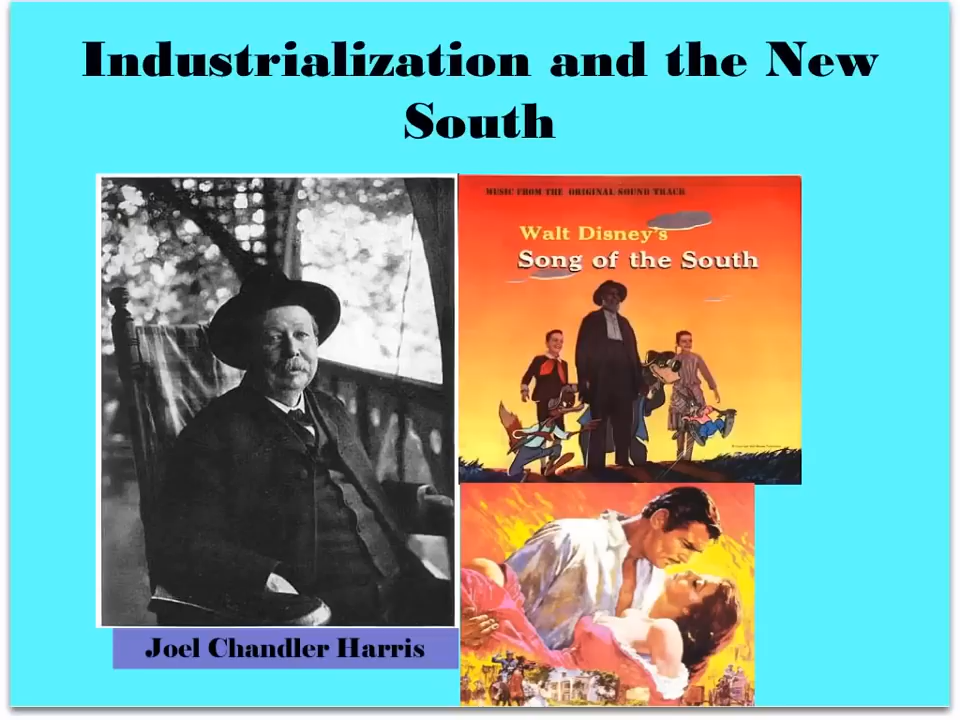 Industrialization and the New
South
MUSIC FROM THE ORIGINAL SOUND TRACK
Walt Disney's
Song of the South
Joel Chandler Harris